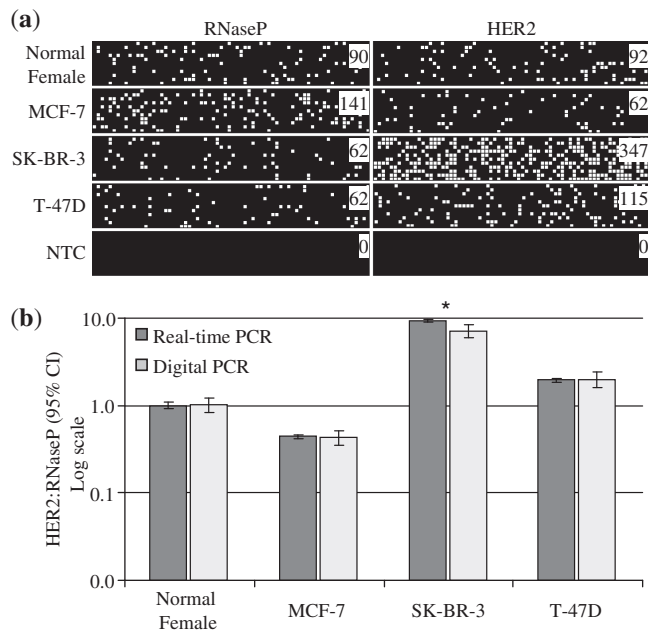 (a)
RNaseP HER2
Normal Female 90 92
MCF-7 141 62
SK-BR-3 62 347
T-47D 62 115
NTC 0 0
(b)
HER2:RNaseP (95% CI)
Log scale
10.0
1.0
0.1
0.0
*
Real-time PCR
Digital PCR
Normal Female
MCF-7
SK-BR-3
T-47D